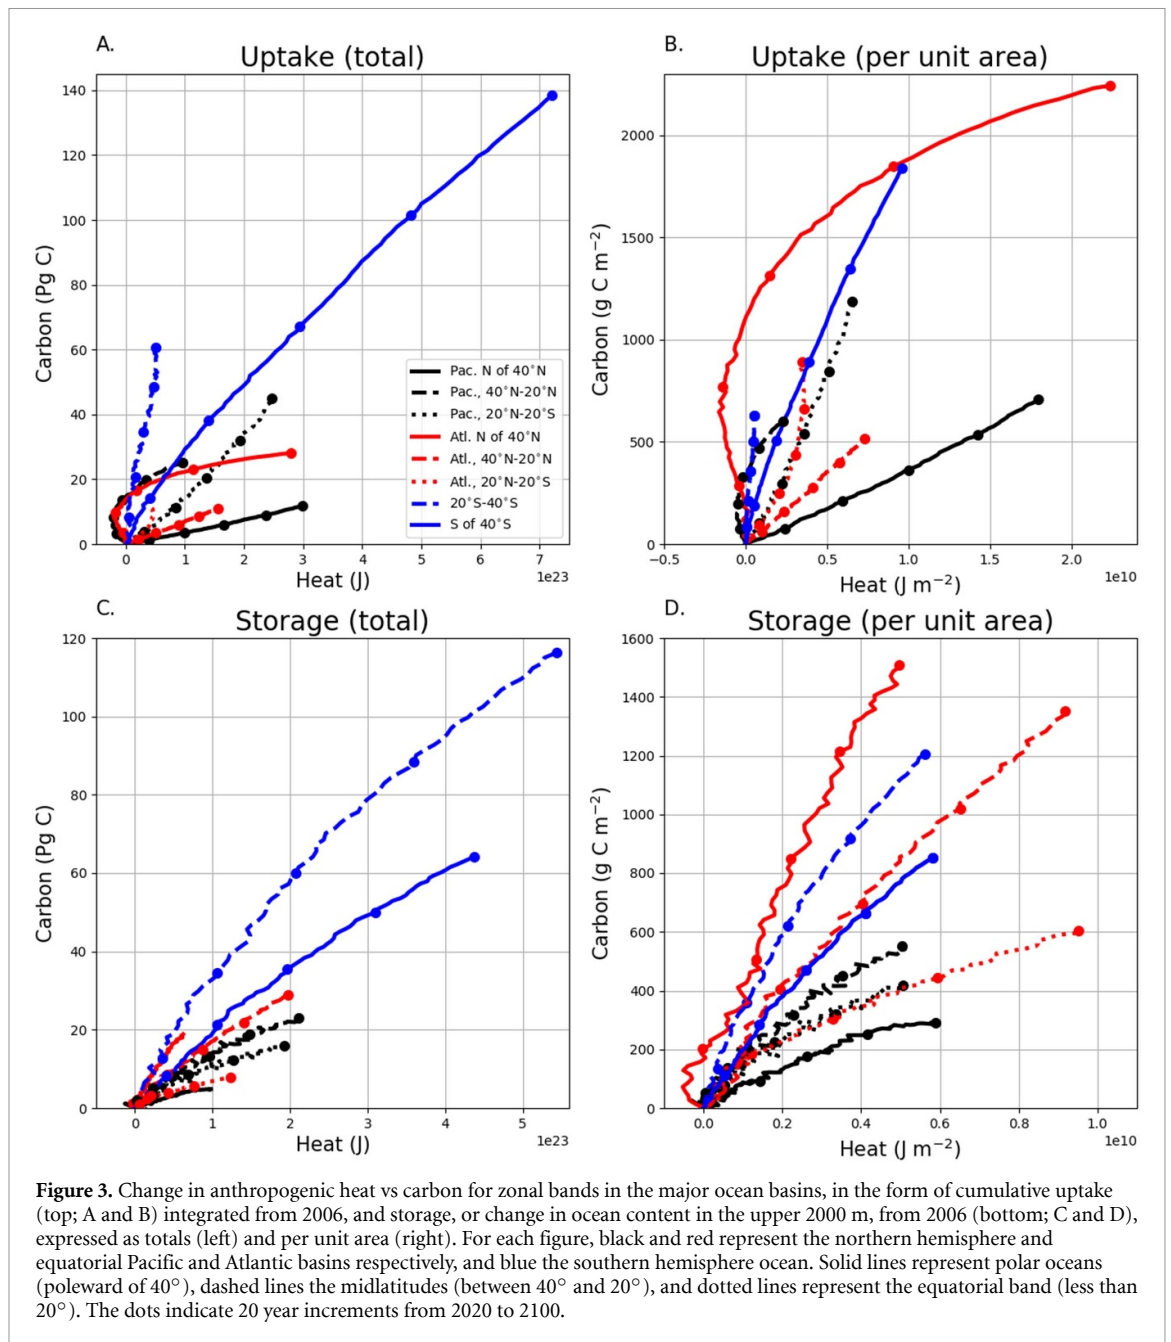 A.
Uptake (total)
140
120
100
80
60
40
20
0
Carbon (Pg C)
0 1 2 3 4 5 6 7
1e23
Heat (J)
Pac. N of 40°N
Pac., 40°N-20°N
Pac., 20°N-20°S
Atl. N of 40°N
Atl., 40°N-20°N
Atl., 20°N-20°S
20°S-40°S
S of 40°S
B.
Uptake (per unit area)
2000
1500
1000
500
0
Carbon (g C m⁻²)
−0.5 0.0 0.5 1.0 1.5 2.0
1e10
Heat (J m⁻²)
C.
Storage (total)
120
100
80
60
40
20
0
Carbon (Pg C)
0 1 2 3 4 5
1e23
Heat (J)
D.
Storage (per unit area)
1600
1400
1200
1000
800
600
400
200
0
Carbon (g C m⁻²)
0.0 0.2 0.4 0.6 0.8 1.0
1e10
Heat (J m⁻²)
Figure 3. Change in anthropogenic heat vs carbon for zonal bands in the major ocean basins, in the form of cumulative uptake
(top; A and B) integrated from 2006, and storage, or change in ocean content in the upper 2000 m, from 2006 (bottom; C and D),
expressed as totals (left) and per unit area (right). For each figure, black and red represent the northern hemisphere and
equatorial Pacific and Atlantic basins respectively, and blue the southern hemisphere ocean. Solid lines represent polar oceans
(poleward of 40°), dashed lines the midlatitudes (between 40° and 20°), and dotted lines represent the equatorial band (less than
20°). The dots indicate 20 year increments from 2020 to 2100.